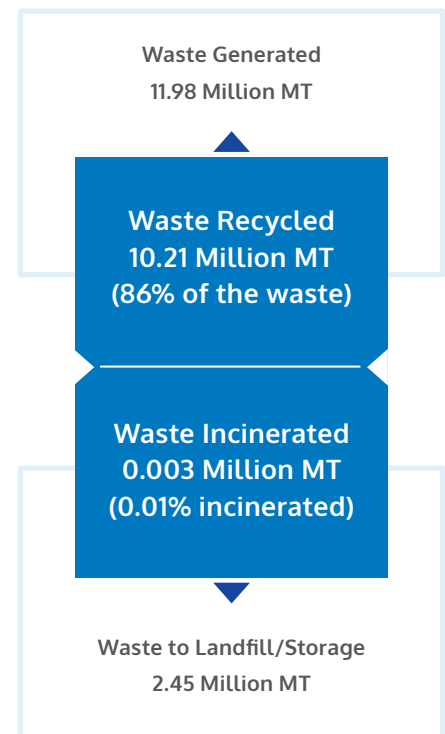 Waste Generated
11.98 Million MT
Waste Recycled
10.21 Million MT
(86% of the waste)
Waste Incinerated
0.003 Million MT
(0.01% incinerated)
Waste to Landfill/Storage
2.45 Million MT